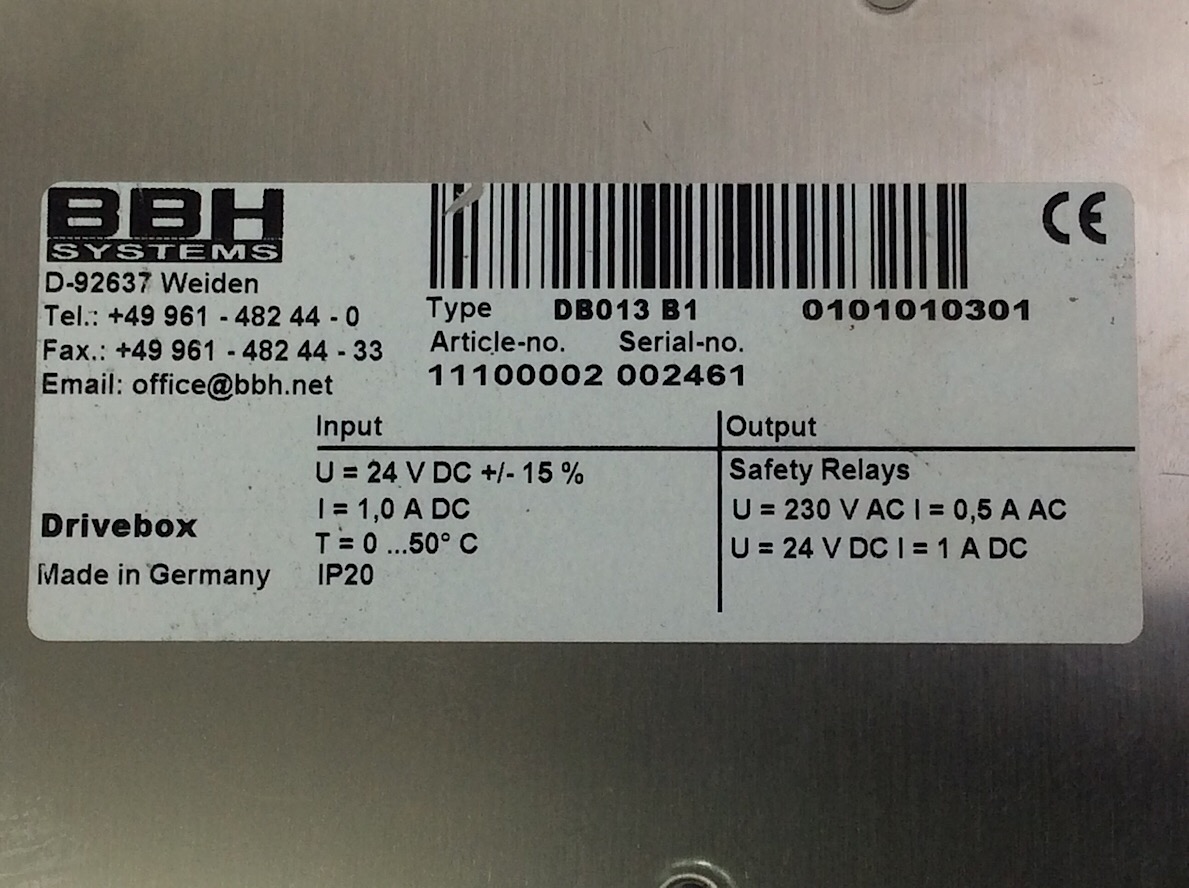 BBH
SYSTEMS
D-92637 Weiden
Tel.: +49 961 - 482 44 - 0
Fax.: +49 961 - 482 44 - 33
Email: office@bbh.net
CE
Type DB013 B1 0101010301
Article-no. Serial-no.
11100002 002461
Input Output
U = 24 V DC +/- 15 % Safety Relays
I = 1,0 A DC U = 230 V AC I = 0,5 A AC
Drivebox T = 0 ...50° C U = 24 V DC I = 1 A DC
Made in Germany IP20